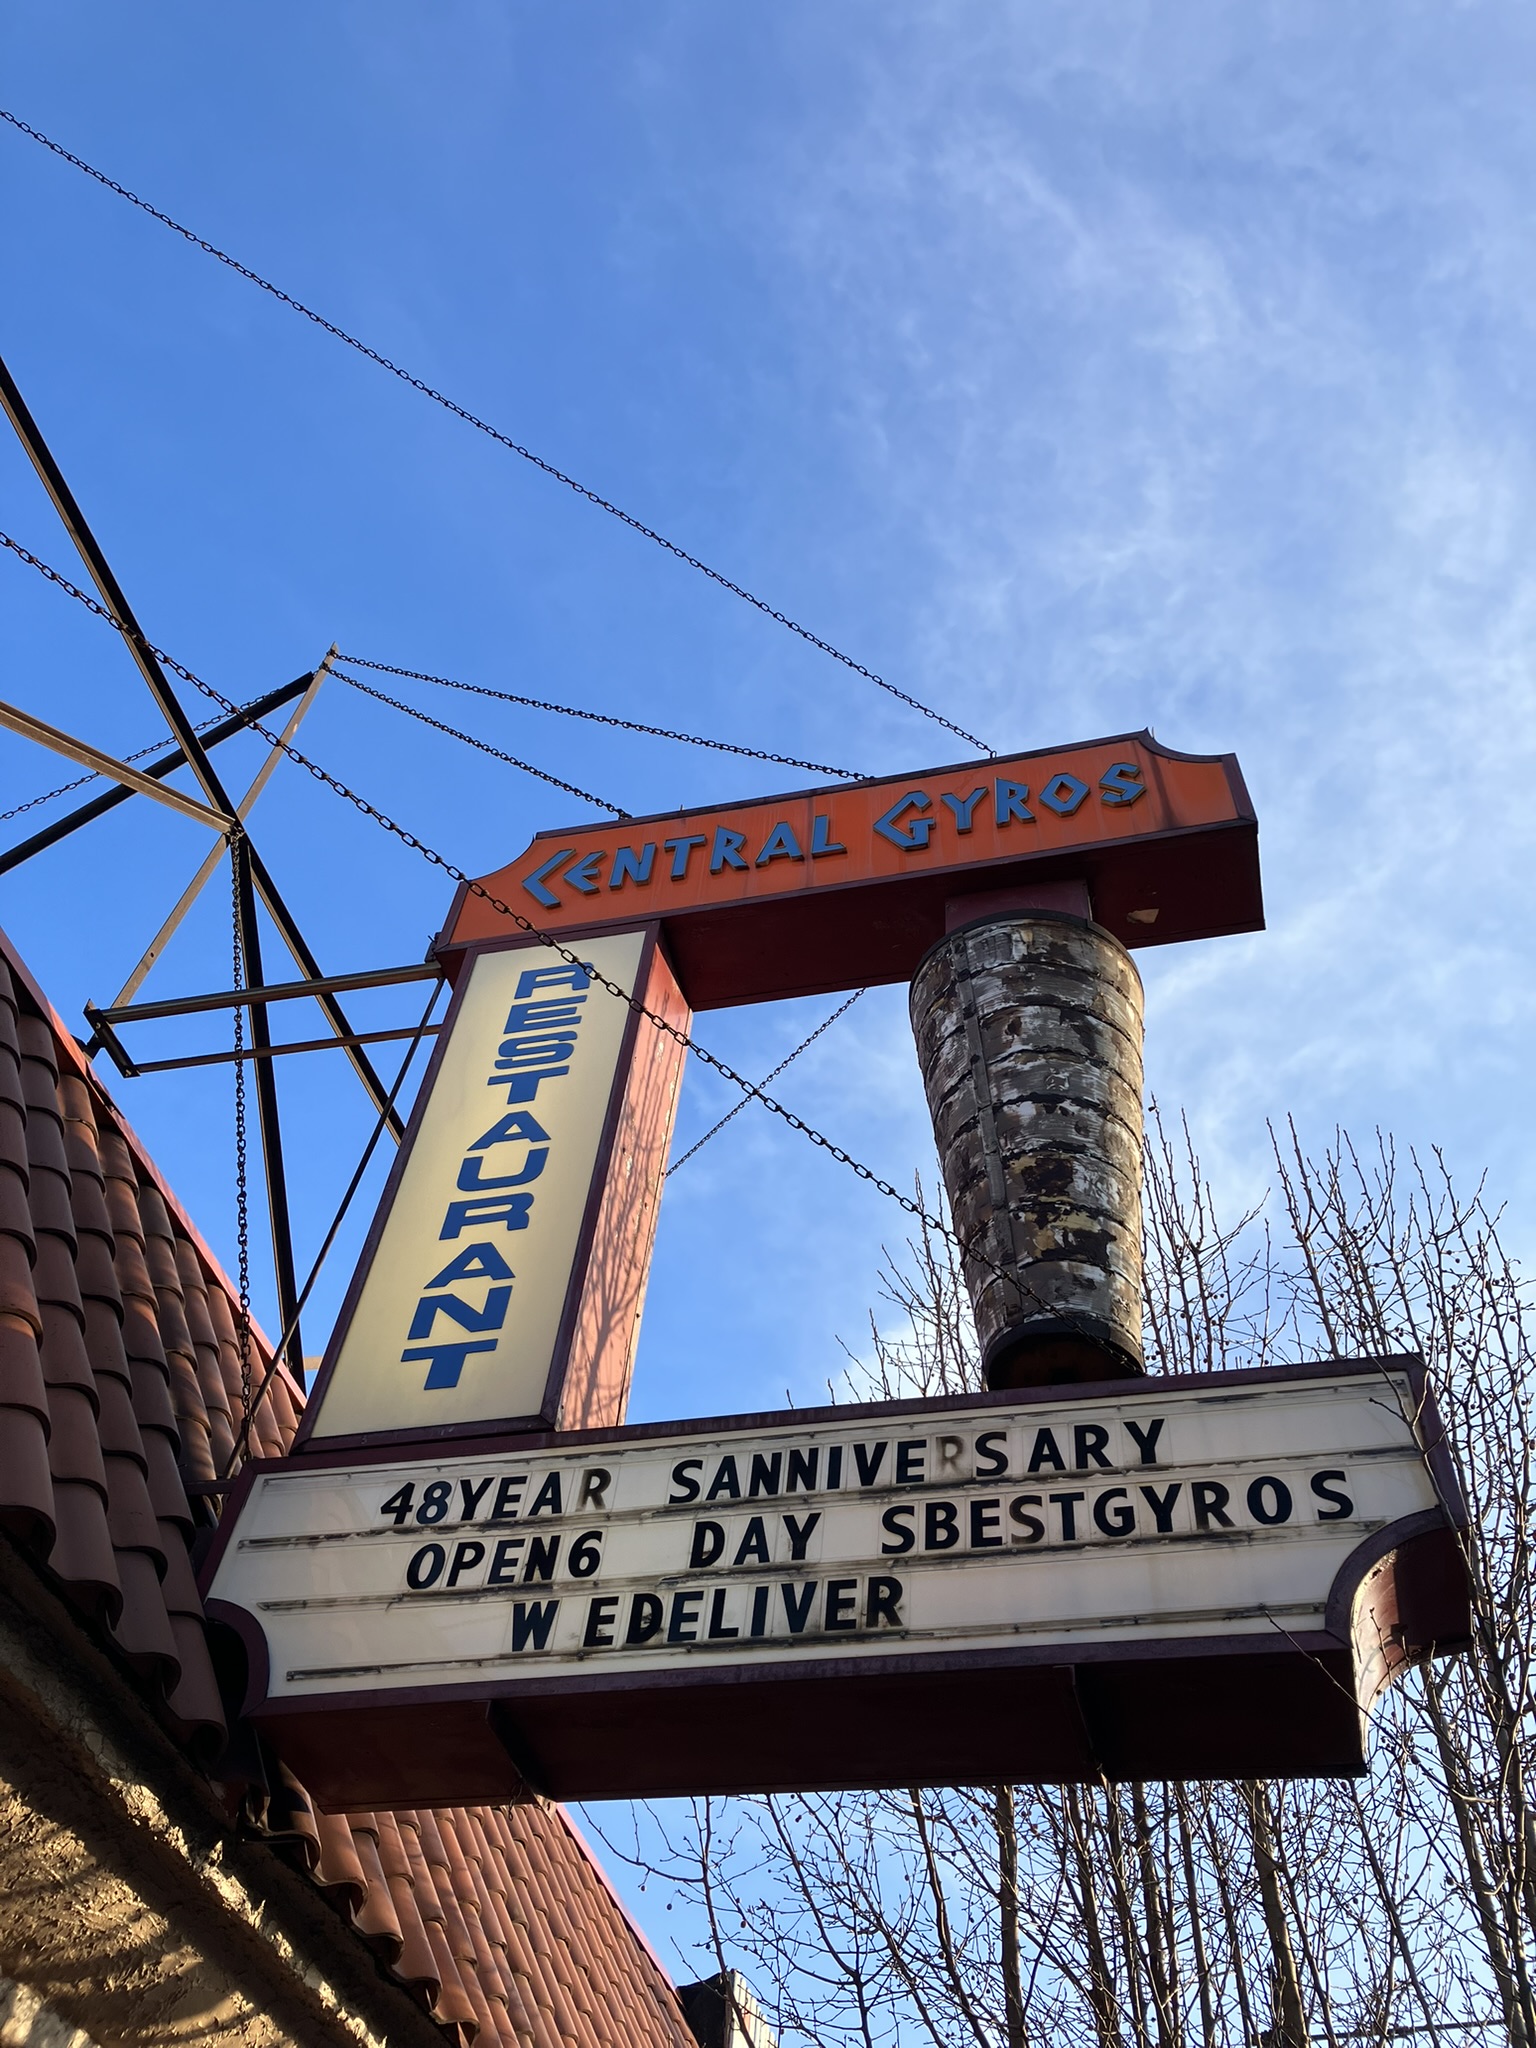 CENTRAL GYROS
RESTAURANT
48YEAR SANNIVERSARY
OPEN6 DAY SBESTGYROS
W EDELIVER